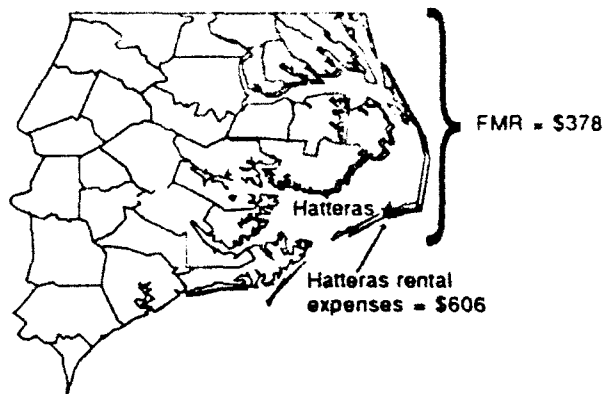 FMR = $378
Hatteras
Hatteras rental
expenses = $606